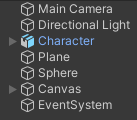 Main Camera
Directional Light
Character
Plane
Sphere
Canvas
EventSystem